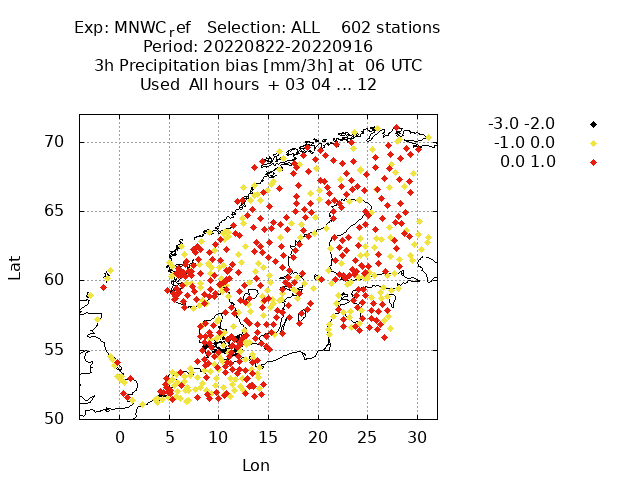 Exp: MNWCref Selection: ALL 602 stations
Period: 20220822-20220916
3h Precipitation bias [mm/3h] at 06 UTC
Used All hours + 03 04 ... 12
-3.0 -2.0
-1.0 0.0
0.0 1.0
70
65
60
55
50
Lat
0 5 10 15 20 25 30
Lon